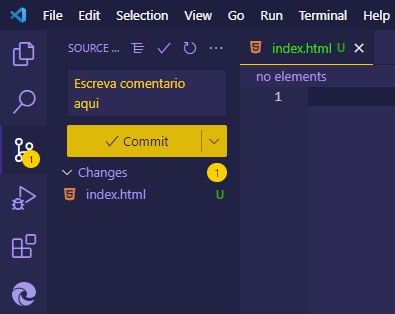 File Edit Selection View Go Run Terminal Help
SOURCE ...
index.html U
Escreva comentario
aqui
no elements
1
Commit
Changes 1
index.html U
1